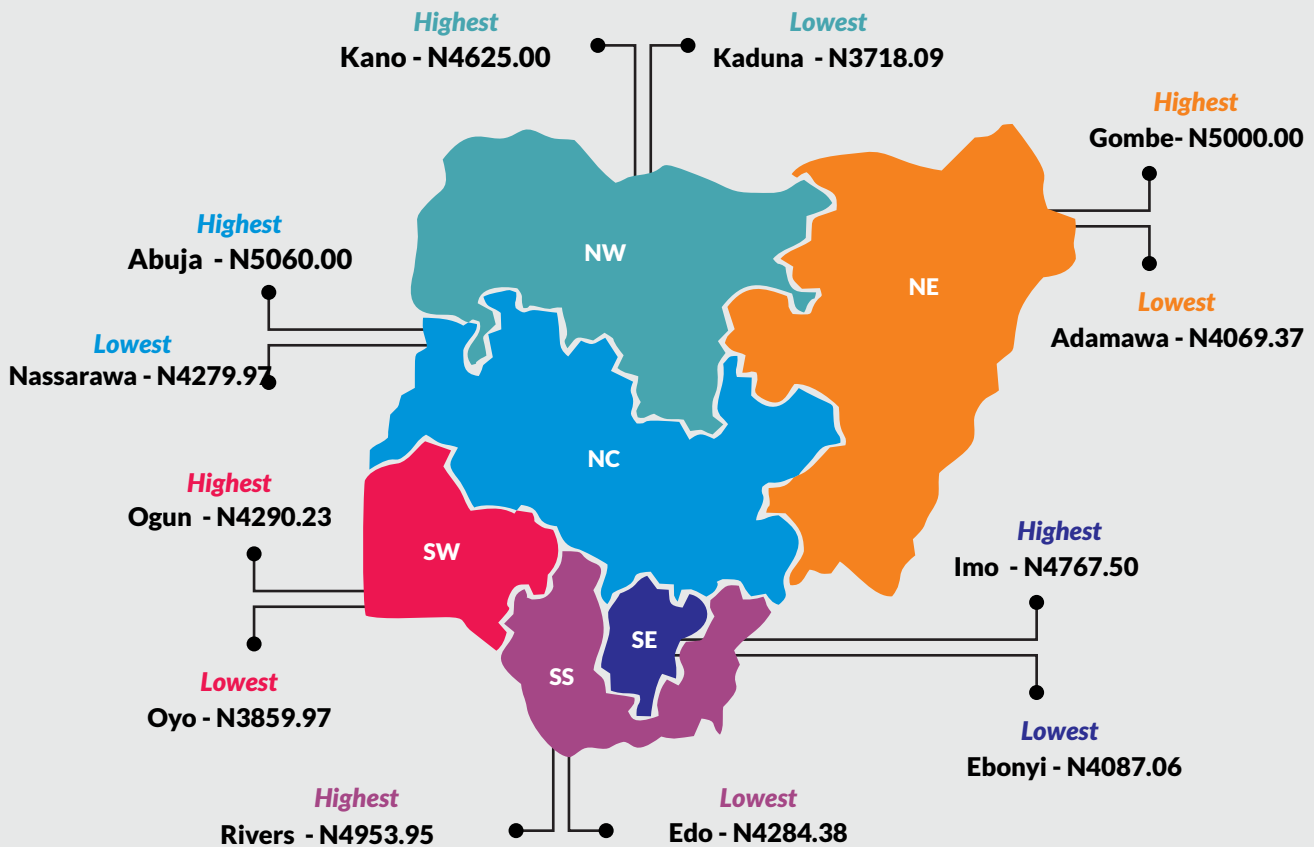 Highest
Kano - N4625.00
Lowest
Kaduna - N3718.09
Highest
Gombe- N5000.00
Lowest
Adamawa - N4069.37
Highest
Abuja - N5060.00
Lowest
Nassarawa - N4279.97
NW
NE
NC
SW
SE
SS
Highest
Ogun - N4290.23
Lowest
Oyo - N3859.97
Highest
Imo - N4767.50
Lowest
Ebonyi - N4087.06
Highest
Rivers - N4953.95
Lowest
Edo - N4284.38